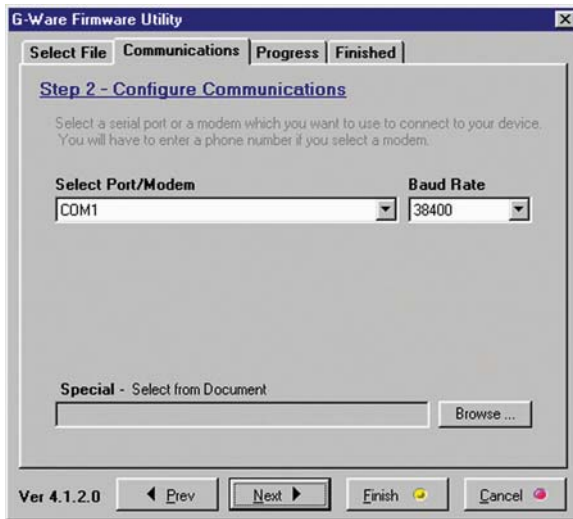 G-Ware Firmware Utility
Select File Communications Progress Finished
Step 2 - Configure Communications
Select a serial port or a modem which you want to use to connect to your device.
You will have to enter a phone number if you select a modem.
Select Port/Modem Baud Rate
COM1 38400
Special - Select from Document
Browse ...
Ver 4.1.2.0 Prev Next Finish Cancel